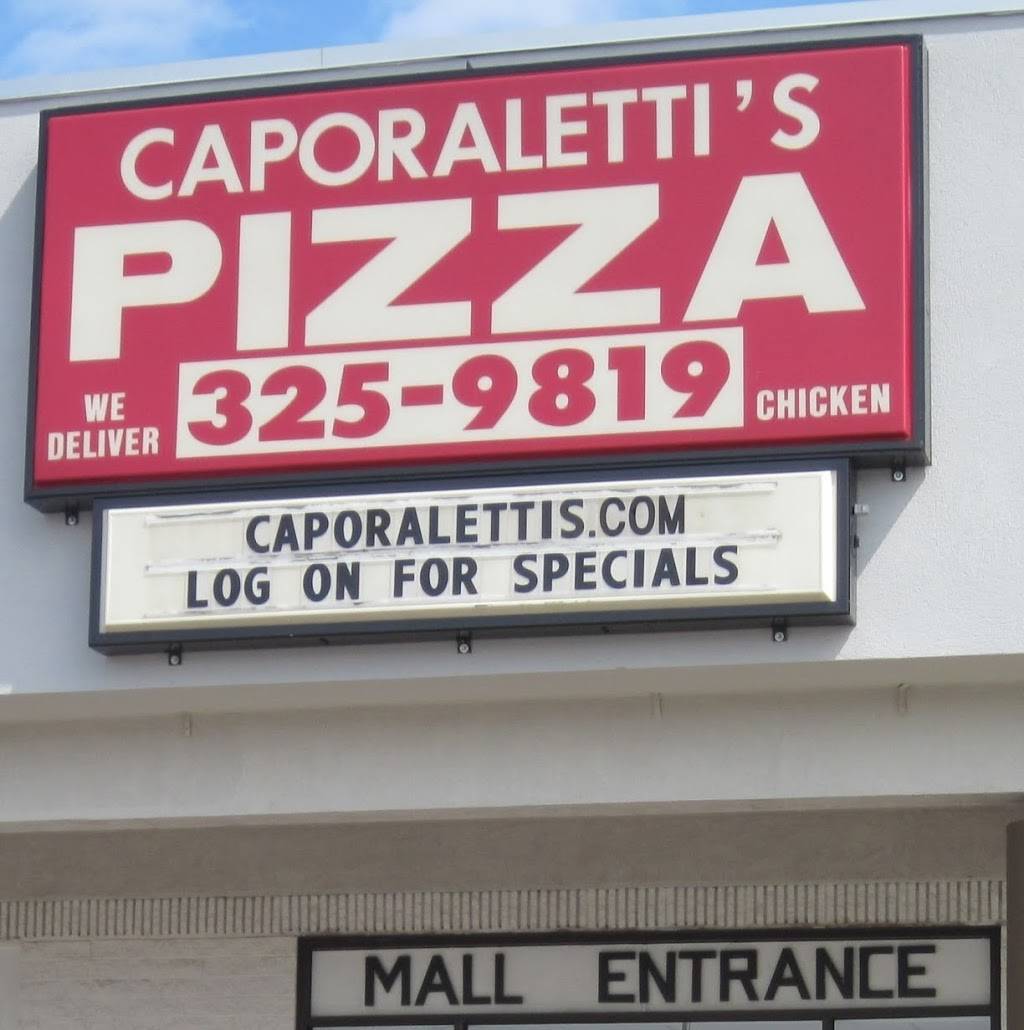 CAPORALETTI'S
PIZZA
WE
DELIVER
325-9819
CHICKEN
CAPORALETTIS.COM
LOG ON FOR SPECIALS
MALL ENTRANCE